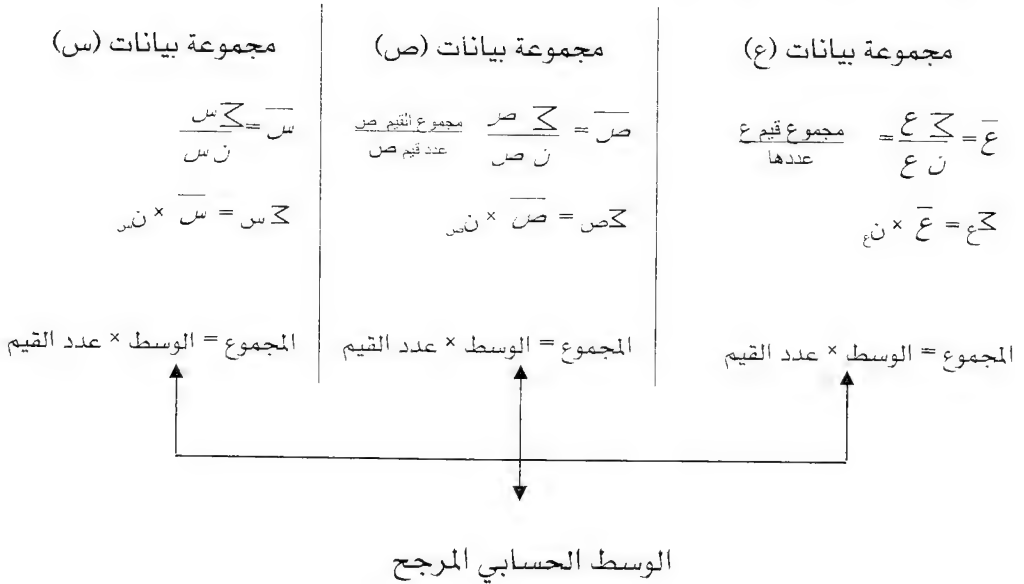 مجموعة بيانات (ع)
ع̅ = ∑ ع / ن ع = مجموع قيم ع / عددها
∑ع = ع̅ × نع
المجموع = الوسط × عدد القيم
مجموعة بيانات (ص)
ص̅ = ∑ ص / ن ص مجموع القيم ص / عدد قيم ص
∑ص = ص̅ × نص
المجموع = الوسط × عدد القيم
مجموعة بيانات (س)
س̅ = ∑ س / ن س
∑ س = س̅ × نس
المجموع = الوسط × عدد القيم
الوسط الحسابي المرجح